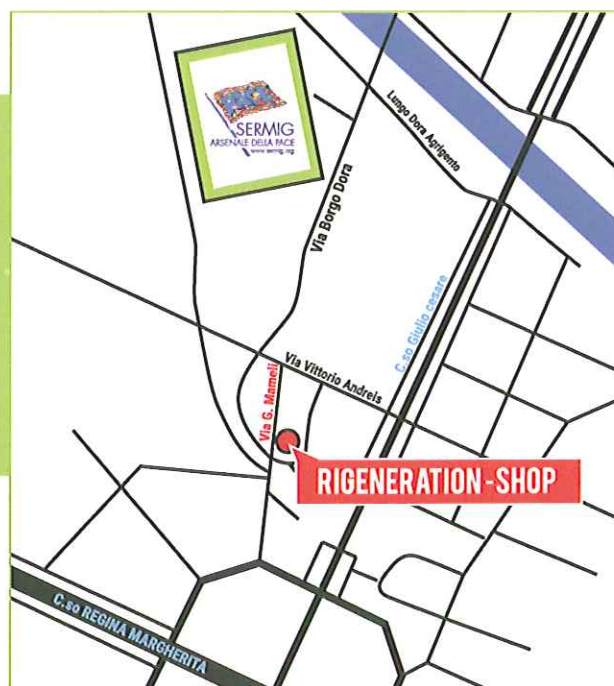 SERMIG
ARSENALE DELLA PACE
www.sermig.org
Lungo Dora Agrigento
Via Borgo Dora
C.so Giulio cesare
Via Vittorio Andreis
Via G. Mameli
RIGENERATION-SHOP
C.so REGINA MARGHERITA